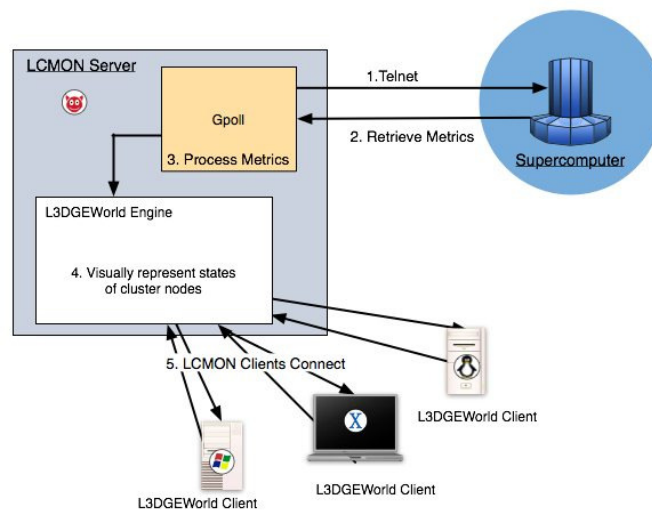 LCMON Server
1.Telnet
Gpoll
2. Retrieve Metrics
3. Process Metrics
Supercomputer
L3DGEWorld Engine
4. Visually represent states
of cluster nodes
5. LCMON Clients Connect
X
L3DGEWorld Client
L3DGEWorld Client
L3DGEWorld Client